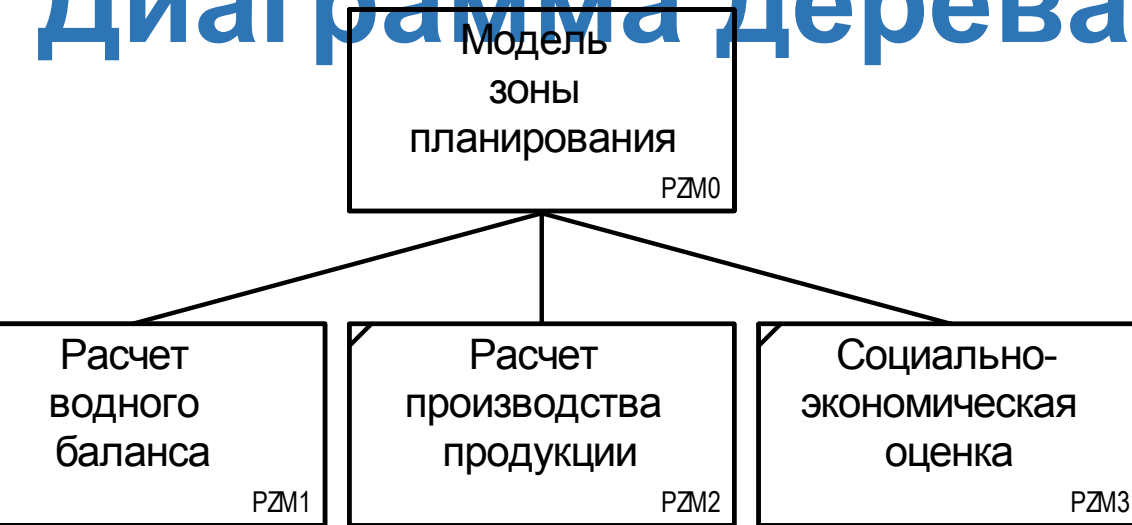 Диаграмма дерева
Модель
зоны
планирования
PZM0
Расчет
водного
баланса
PZM1
Расчет
производства
продукции
PZM2
Социально-
экономическая
оценка
PZM3